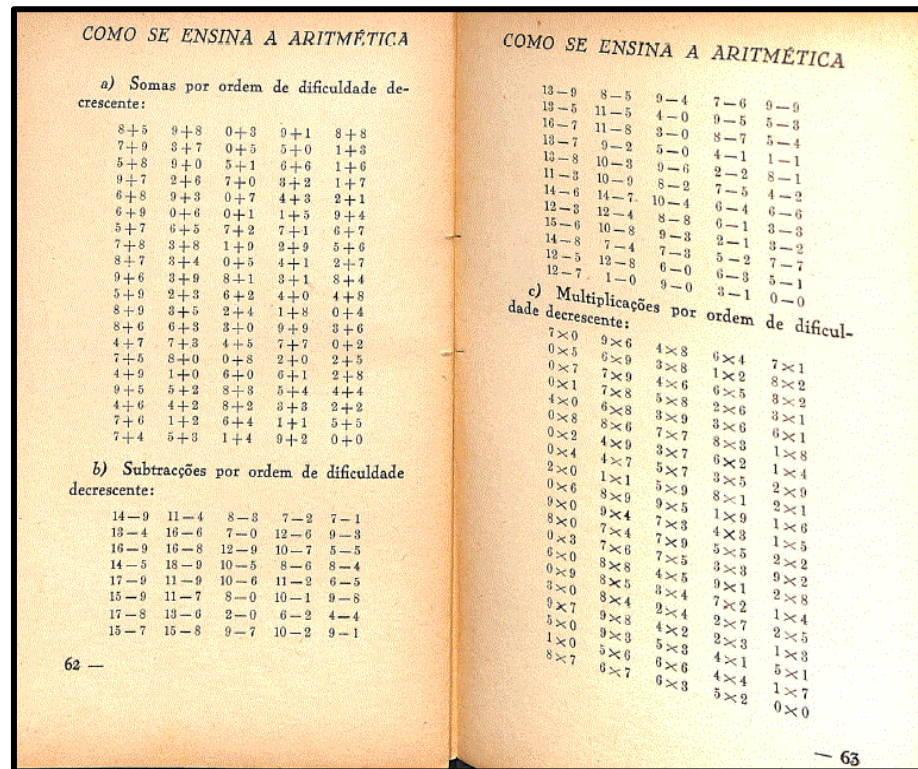 COMO SE ENSINA A ARITMÉTICA
a) Somas por ordem de dificuldade de-
crescente:
8+5 9+8 0+3 9+1 8+8
7+9 3+7 0+5 5+0 1+3
5+8 9+0 5+1 6+6 1+6
9+7 2+6 7+0 3+2 1+7
6+8 9+3 0+7 4+3 2+1
6+9 0+6 0+1 1+5 9+4
5+7 6+5 7+2 7+1 6+7
7+8 3+8 1+9 2+9 5+6
8+7 3+4 0+5 4+1 2+7
9+6 3+9 8+1 3+1 8+4
5+9 2+3 6+2 4+0 4+8
8+9 3+5 2+4 1+8 0+4
8+6 6+3 3+0 9+9 3+6
4+7 7+3 4+5 7+7 0+2
7+5 8+0 0+8 2+0 2+5
4+9 1+0 6+0 6+1 2+8
9+5 5+2 8+3 5+4 4+4
4+6 4+2 8+2 3+3 2+2
7+6 1+2 6+4 1+1 5+5
7+4 5+3 1+4 9+2 0+0
b) Subtracções por ordem de dificuldade
decrescente:
14—9 11—4 8—3 7—2 7—1
13—4 16—6 7—0 12—6 9—3
16—9 16—8 12—9 10—7 5—5
14—5 18—9 10—5 8—6 8—4
17—9 11—9 10—6 11—2 6—5
15—9 11—7 8—0 10—1 9—8
17—8 13—6 2—0 6—2 4—4
15—7 15—8 9—7 10—2 9—1
62 —
COMO SE ENSINA A ARITMÉTICA
13—9 8—5 9—4 7—6 9—9
13—5 11—5 4—0 9—5 5—3
16—7 11—8 3—0 8—7 5—4
13—7 9—2 5—0 4—1 1—1
13—8 10—3 9—6 2—2 8—1
11—3 10—9 8—2 7—5 4—2
14—6 14—7 10—4 6—4 6—6
12—3 12—4 8—8 6—1 3—3
15—6 10—8 9—3 2—1 3—2
14—8 7—4 7—3 5—2 7—7
12—5 12—8 6—0 6—3 5—1
12—7 1—0 9—0 3—1 0—0
c) Multiplicações por ordem de dificul-
dade decrescente:
7×0 9×6 4×8 6×4 7×1
0×5 6×9 3×8 1×2 8×2
0×7 7×9 4×6 6×5 3×2
0×1 7×8 5×8 2×6 3×1
4×0 6×8 3×9 3×6 6×1
0×8 8×6 7×7 8×3 1×8
0×2 4×9 3×7 6×2 1×4
0×4 4×7 5×7 3×5 2×9
2×0 1×1 5×9 8×1 2×1
0×6 8×9 9×5 1×9 1×6
9×0 9×4 7×3 4×3 1×5
8×0 7×4 7×9 5×5 2×2
0×3 7×6 7×5 3×3 9×2
6×0 8×8 4×5 9×1 2×8
0×9 8×5 3×4 7×2 1×4
3×0 8×4 2×4 2×7 2×5
9×7 9×8 4×2 2×3 1×3
5×0 9×3 5×3 4×1 5×1
1×0 5×6 6×6 4×4 1×7
8×7 6×7 6×3 5×2 0×0
— 63